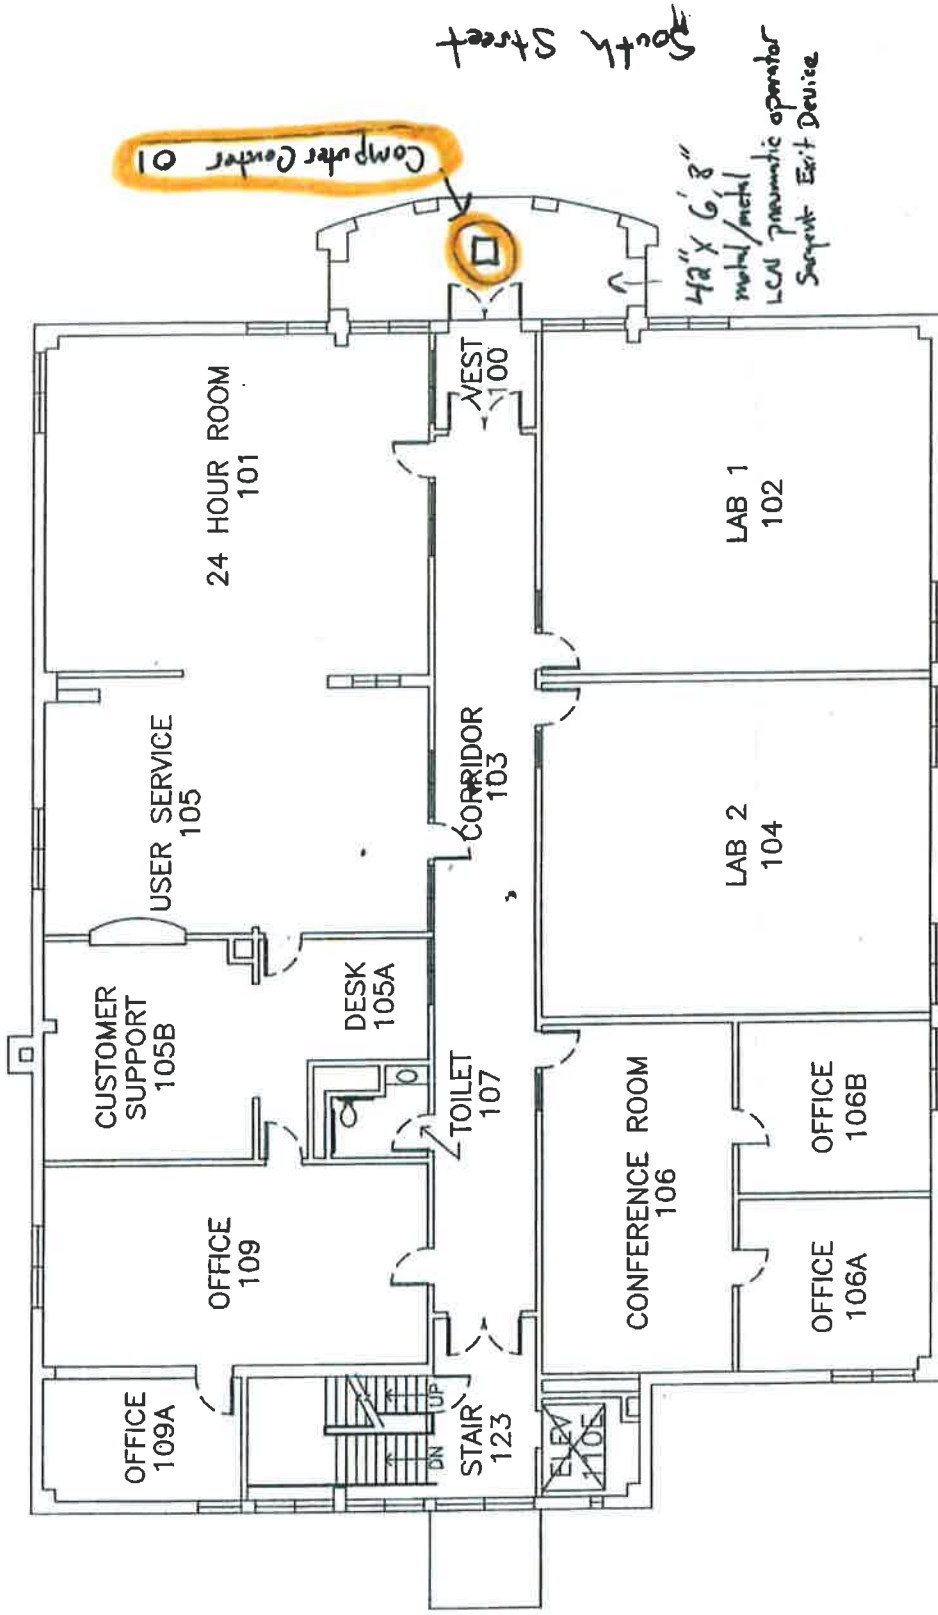 South Street
Computer Center 01
42" X 6' 8"
metal/metal
LCN pneumatic operator
Sargent Exit Device
VEST
100
24 HOUR ROOM
101
LAB 1
102
CORRIDOR
103
USER SERVICE
105
LAB 2
104
CUSTOMER
SUPPORT
105B
DESK
105A
TOILET
107
CONFERENCE ROOM
106
OFFICE
106B
OFFICE
106A
OFFICE
109
OFFICE
109A
UP
DN
STAIR
123
ELEV
110E